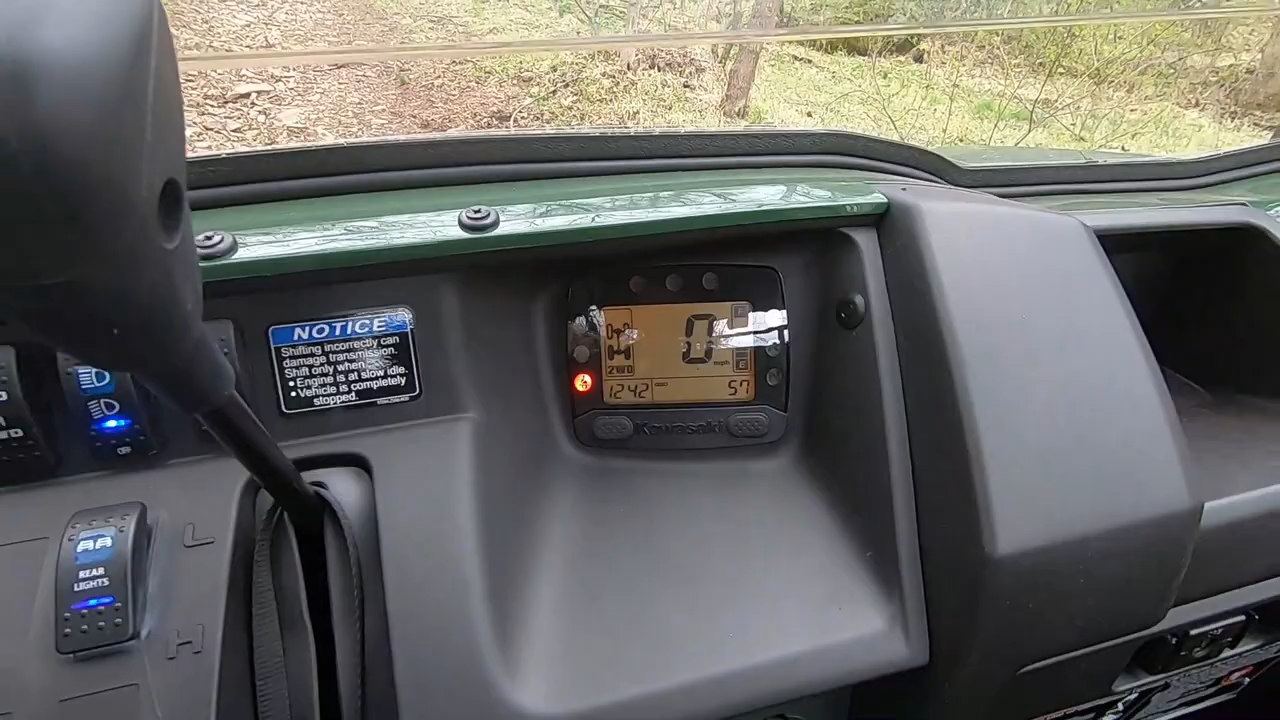 NOTICE
Shifting incorrectly can
damage transmission.
Shift only when
• Engine is at slow idle.
• Vehicle is completely
stopped.
0
mph
2WD
1242
57
Kawasaki
OFF
L
REAR
LIGHTS
H